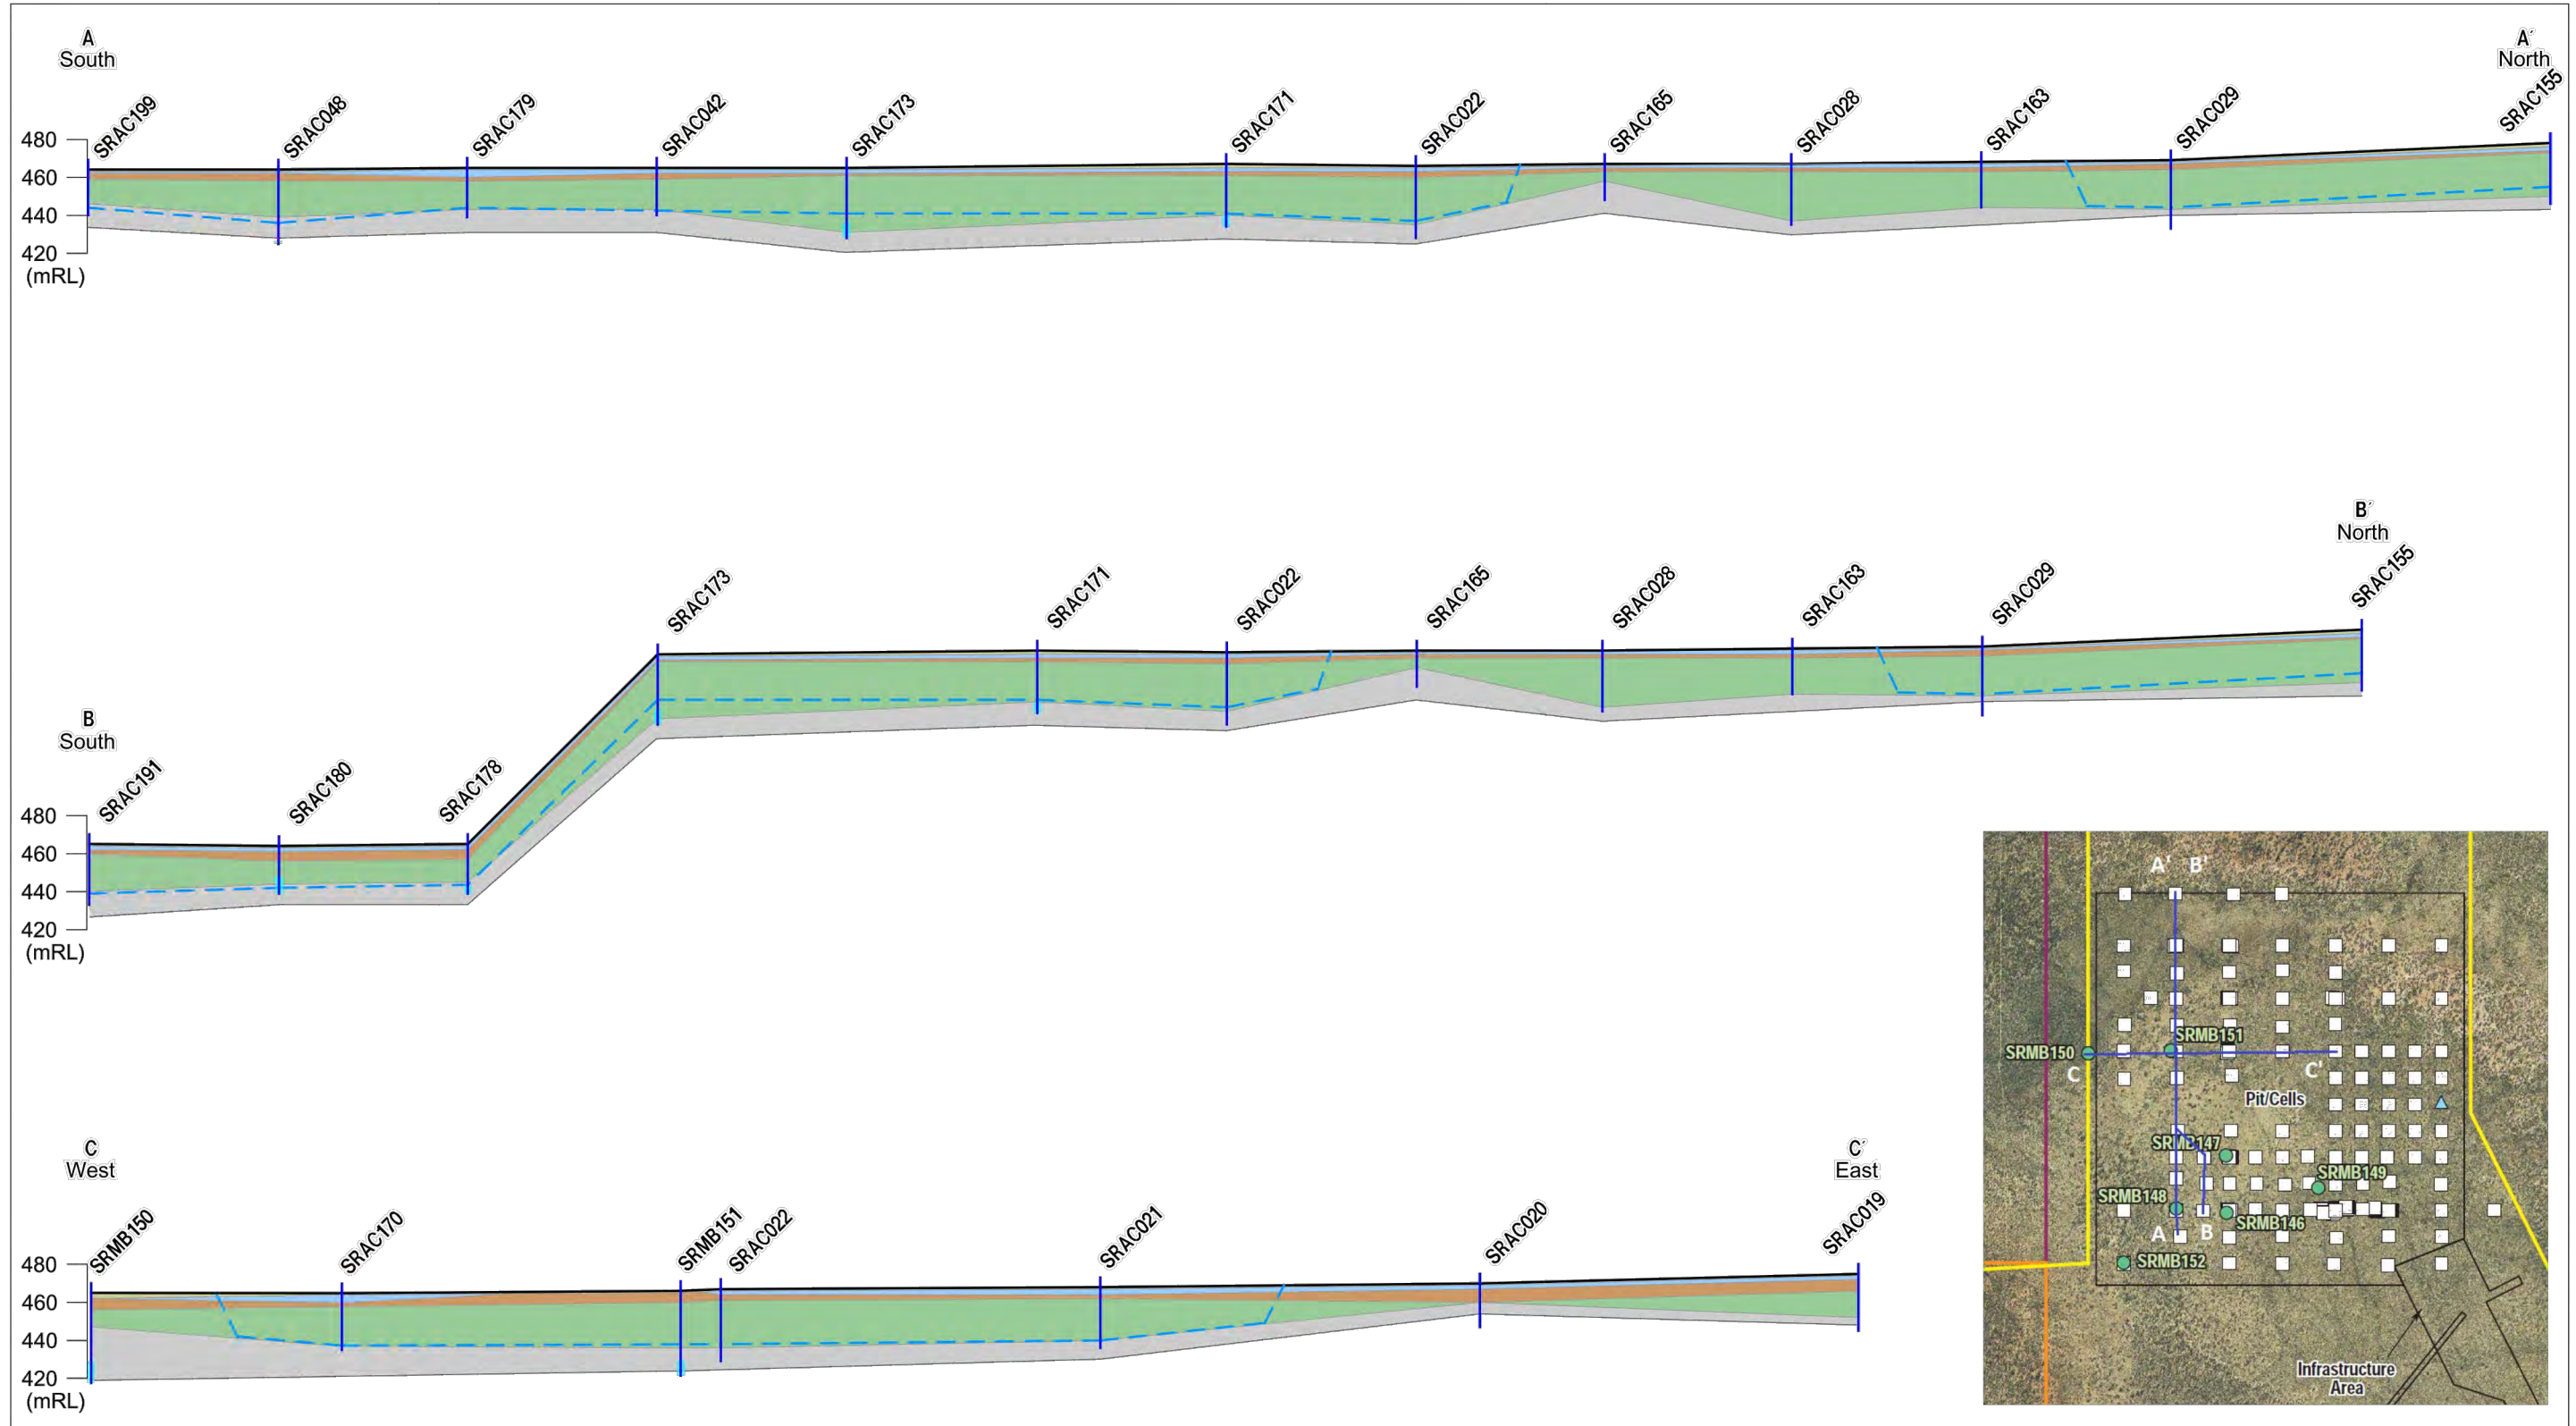 A
South
A´
North
SRAC199
SRAC048
SRAC179
SRAC042
SRAC173
SRAC171
SRAC022
SRAC165
SRAC028
SRAC163
SRAC029
SRAC155
480
460
440
420
(mRL)
B´
North
SRAC173
SRAC171
SRAC022
SRAC165
SRAC028
SRAC163
SRAC029
SRAC155
B
South
SRAC191
SRAC180
SRAC178
480
460
440
420
(mRL)
C
West
C´
East
SRMB150
SRAC170
SRMB151
SRAC022
SRAC021
SRAC020
SRAC019
480
460
440
420
(mRL)
A' B'
SRMB151
SRMB150
C
C'
Pit/Cells
SRMB147
SRMB149
SRMB148
SRMB146
A
B
SRMB152
Infrastructure
Area